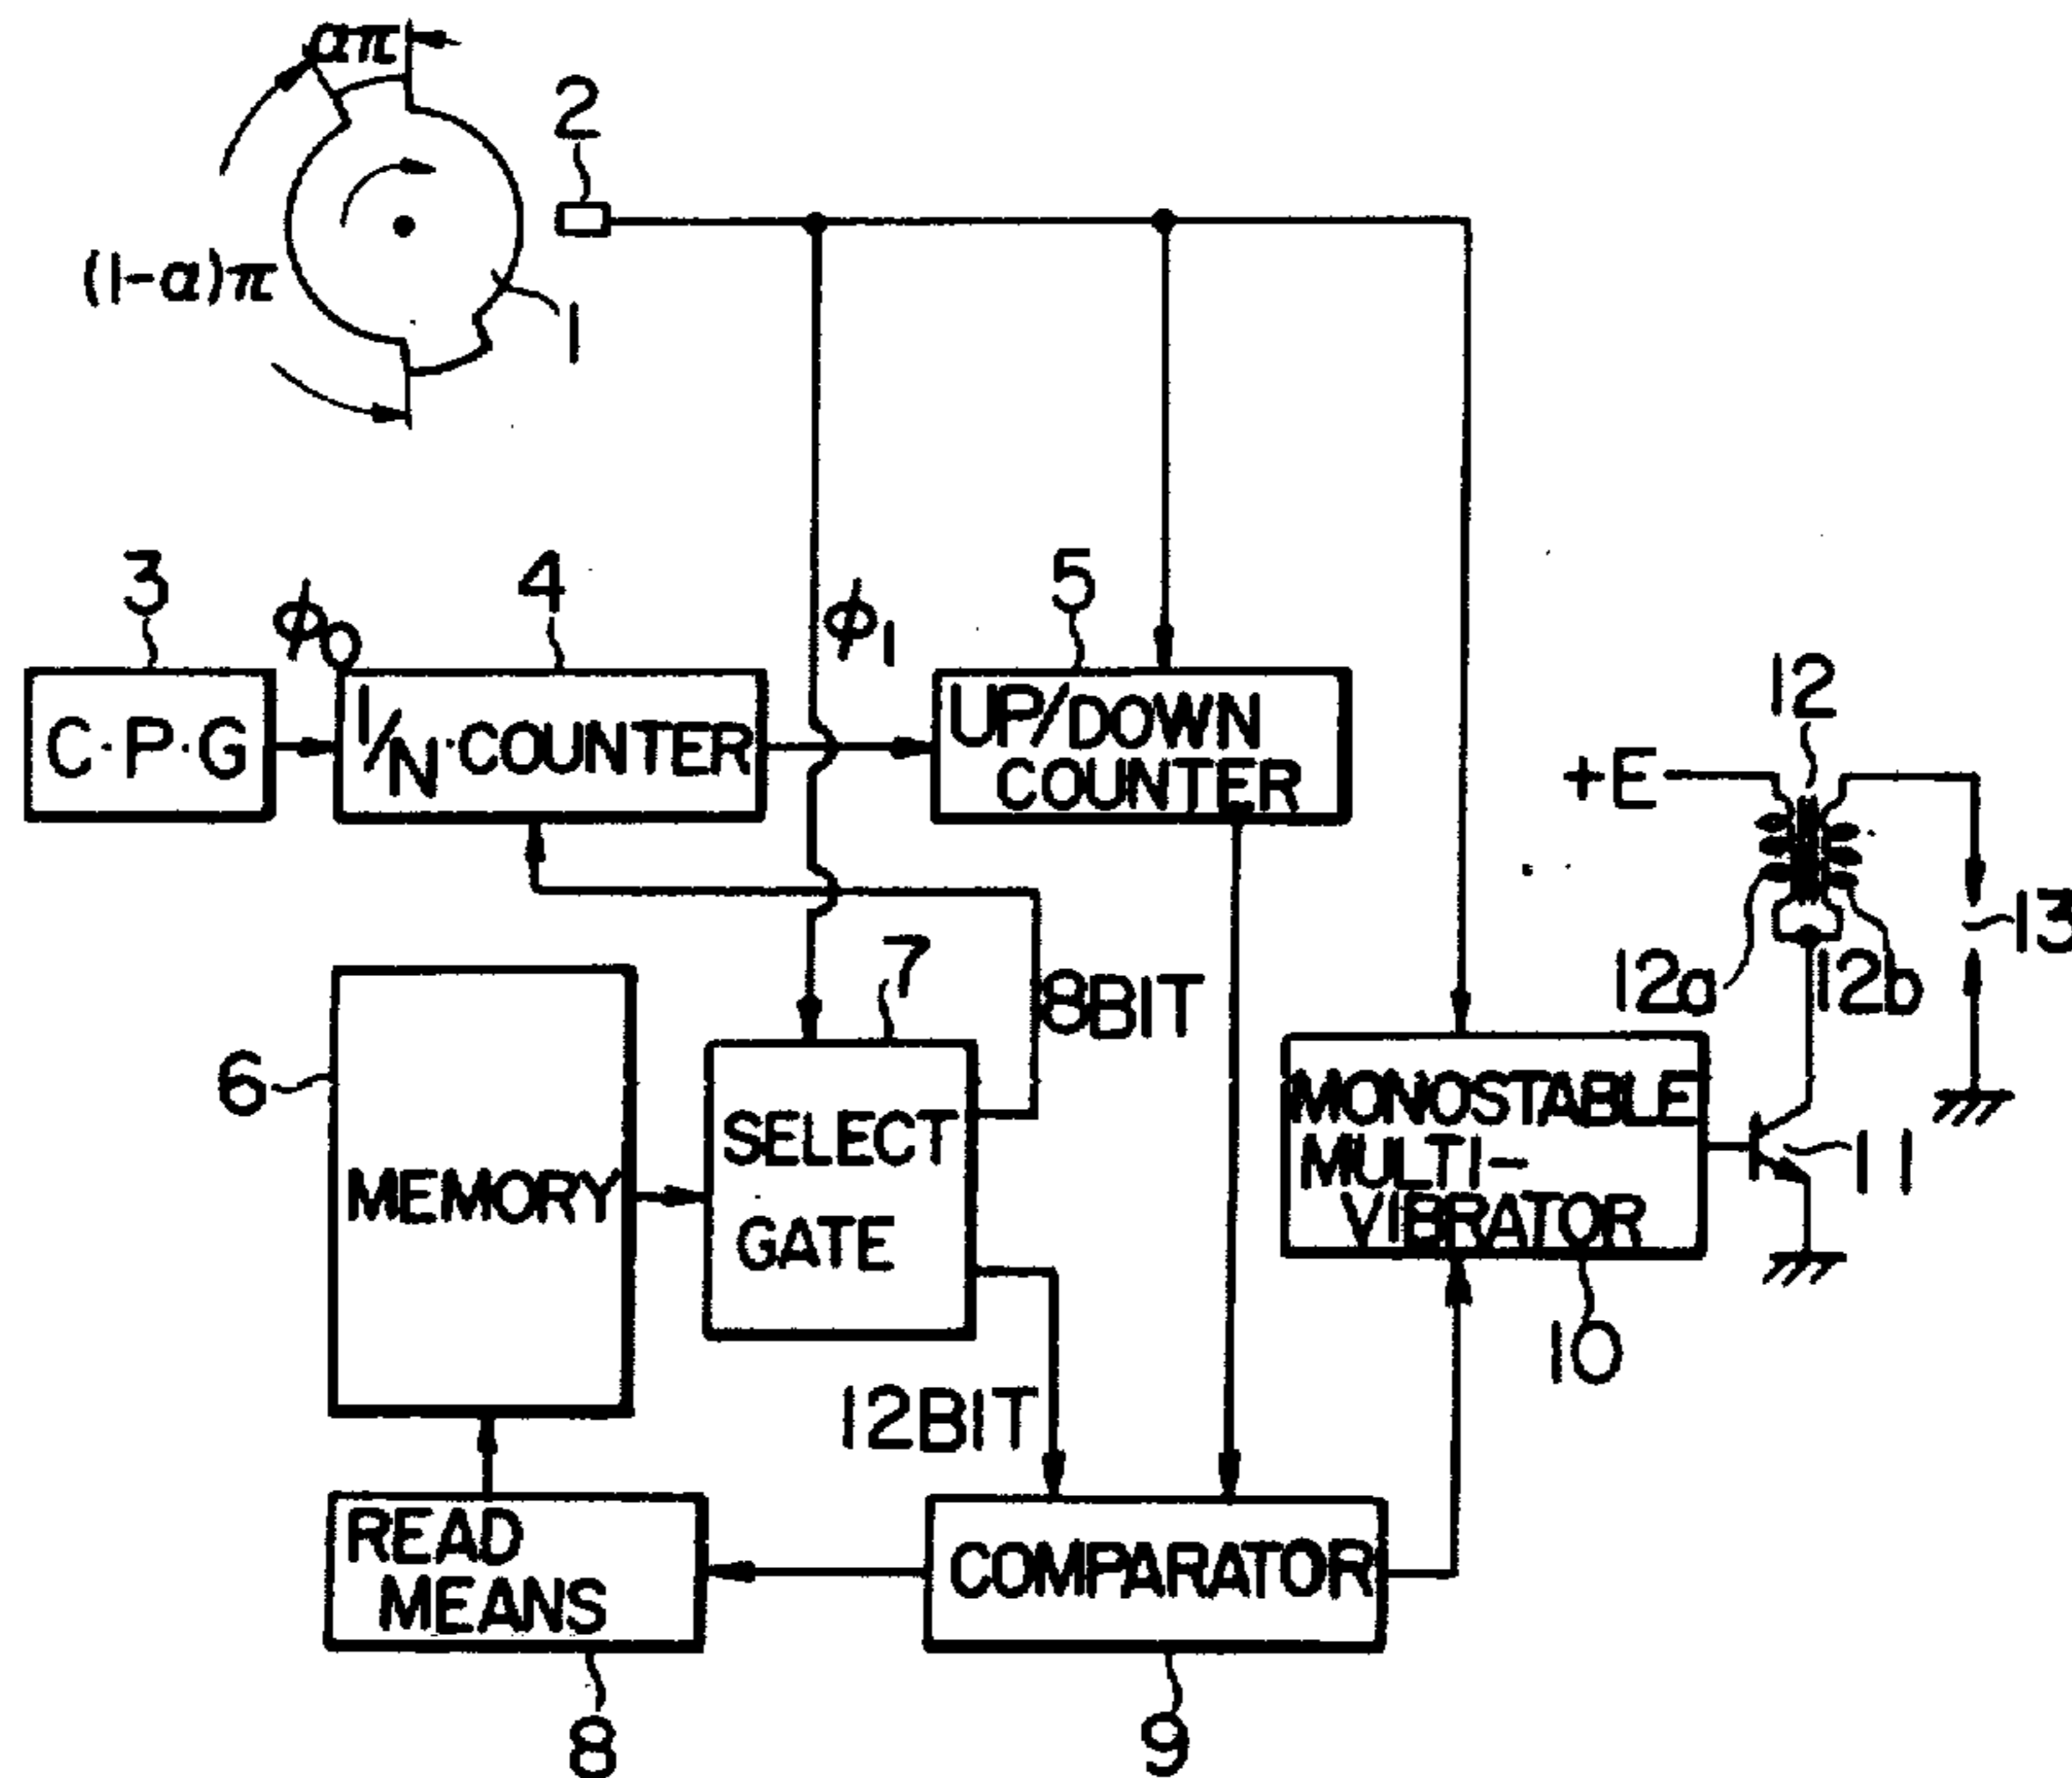 απ
2
(1-α)π
1
3
φ0
4
φ1
5
C·P·G
1/N·COUNTER
UP/DOWN
COUNTER
12
+E
13
12a
12b
7
8BIT
6
MEMORY
SELECT
GATE
MONOSTABLE
MULTI-
VIBRATOR
11
10
12BIT
READ
MEANS
COMPARATOR
8
9